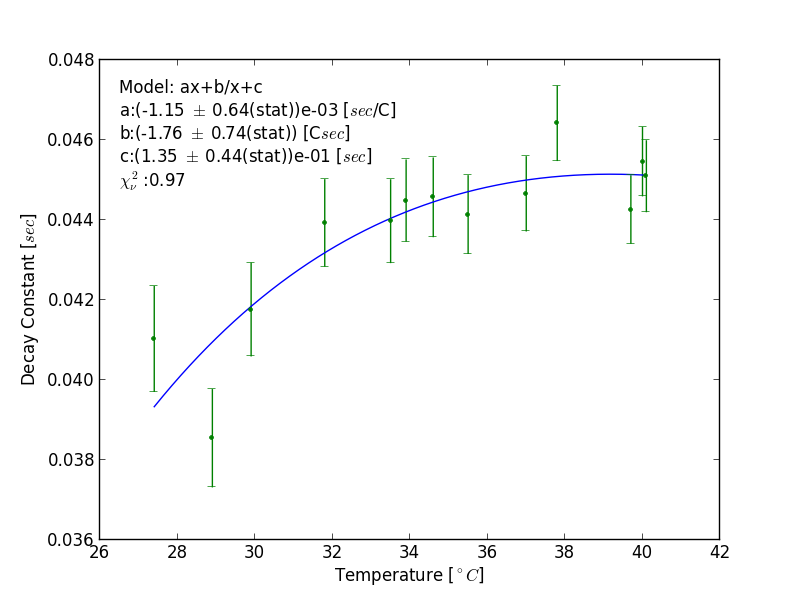 0.048
0.046
0.044
0.042
0.040
0.038
0.036
Decay Constant [sec]
Model: ax+b/x+c
a:(-1.15 ± 0.64(stat))e-03 [sec/C]
b:(-1.76 ± 0.74(stat)) [Csec]
c:(1.35 ± 0.44(stat))e-01 [sec]
χ²ᵥ :0.97
26 28 30 32 34 36 38 40 42
Temperature [°C]